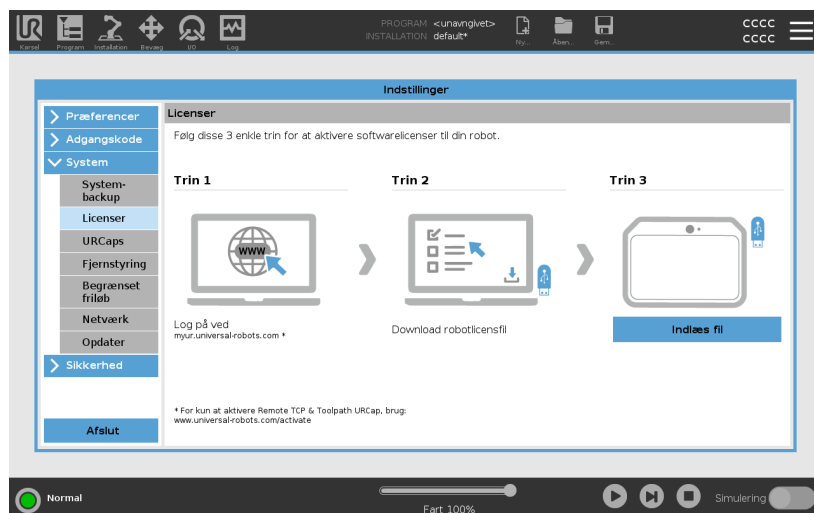 UR
PROGRAM <unavngivet>
INSTALLATION default*
CCCC
CCCC
Kørsel Program Installation Bevæg I/O Log
Ny... Åben... Gem...
Indstillinger
Præferencer
Adgangskode
System
System-
backup
Licenser
URCaps
Fjernstyring
Begrænset
friløb
Netværk
Opdater
Sikkerhed
Afslut
Licenser
Følg disse 3 enkle trin for at aktivere softwarelicenser til din robot.
Trin 1
WWW
Log på ved
myur.universal-robots.com *
Trin 2
Download robotlicensfil
Trin 3
Indlæs fil
* For kun at aktivere Remote TCP & Toolpath URCap, brug:
www.universal-robots.com/activate
Normal
Fart 100%
Simulering